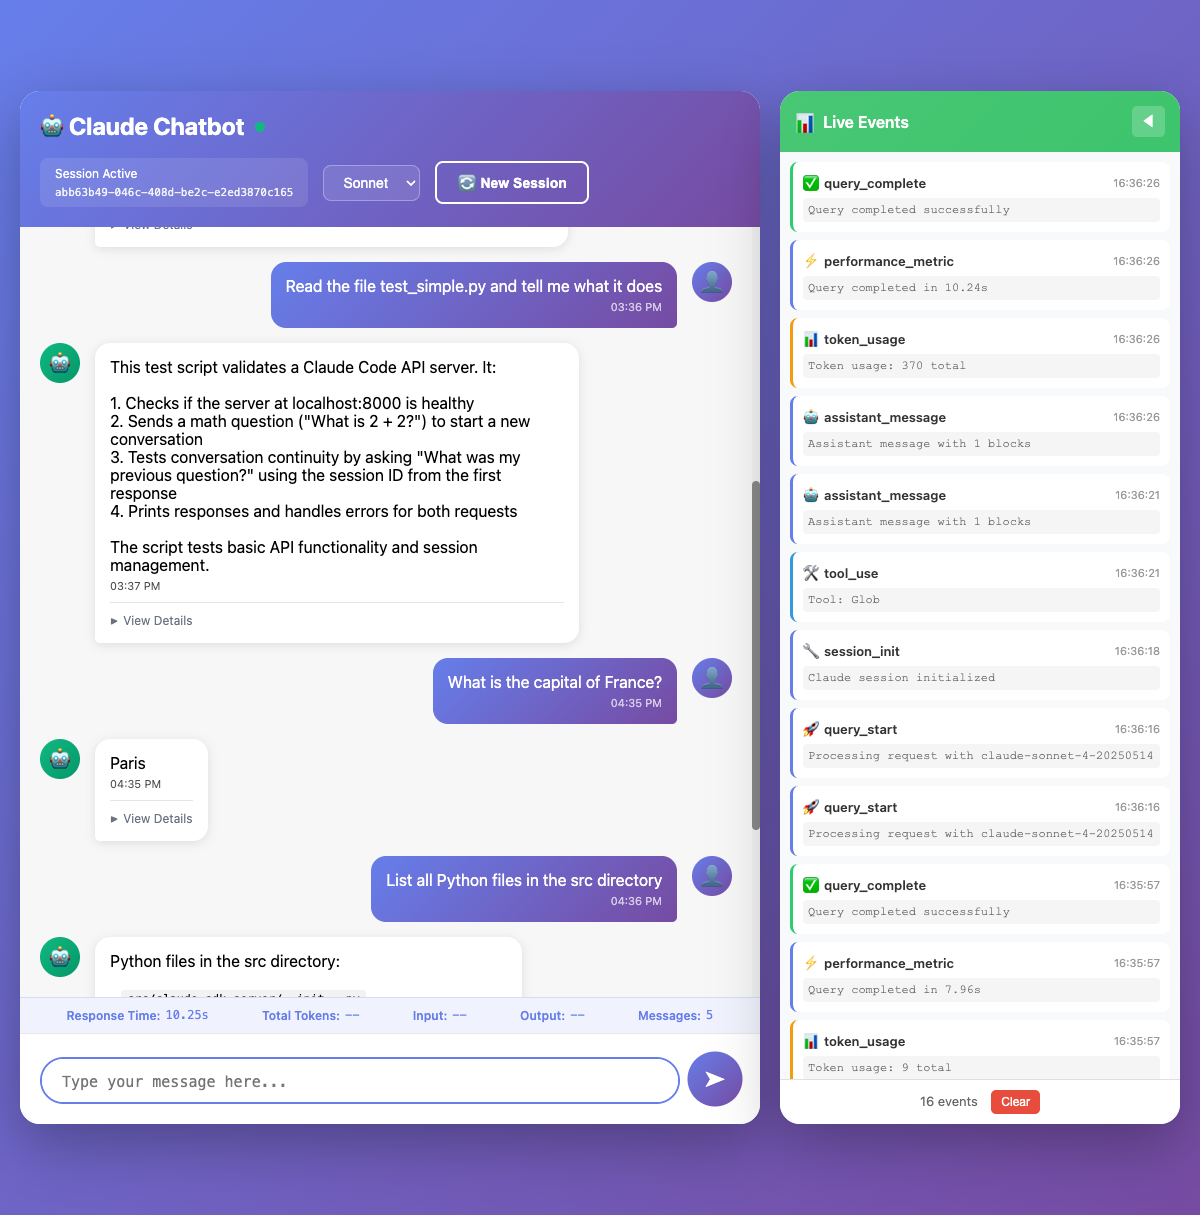 Claude Chatbot
Session Active
abb63b49-046c-408d-be2c-e2ed3870c165
Sonnet
New Session
View Details
Read the file test_simple.py and tell me what it does
03:36 PM
This test script validates a Claude Code API server. It:
1. Checks if the server at localhost:8000 is healthy
2. Sends a math question ("What is 2 + 2?") to start a new
conversation
3. Tests conversation continuity by asking "What was my
previous question?" using the session ID from the first
response
4. Prints responses and handles errors for both requests
The script tests basic API functionality and session
management.
03:37 PM
View Details
What is the capital of France?
04:35 PM
Paris
04:35 PM
View Details
List all Python files in the src directory
04:36 PM
Python files in the src directory:
Response Time: 10.25s Total Tokens: -- Input: -- Output: -- Messages: 5
Type your message here...
Live Events
query_complete 16:36:26
Query completed successfully
performance_metric 16:36:26
Query completed in 10.24s
token_usage 16:36:26
Token usage: 370 total
assistant_message 16:36:26
Assistant message with 1 blocks
assistant_message 16:36:21
Assistant message with 1 blocks
tool_use 16:36:21
Tool: Glob
session_init 16:36:18
Claude session initialized
query_start 16:36:16
Processing request with claude-sonnet-4-20250514
query_start 16:36:16
Processing request with claude-sonnet-4-20250514
query_complete 16:35:57
Query completed successfully
performance_metric 16:35:57
Query completed in 7.96s
token_usage 16:35:57
Token usage: 9 total
16 events Clear